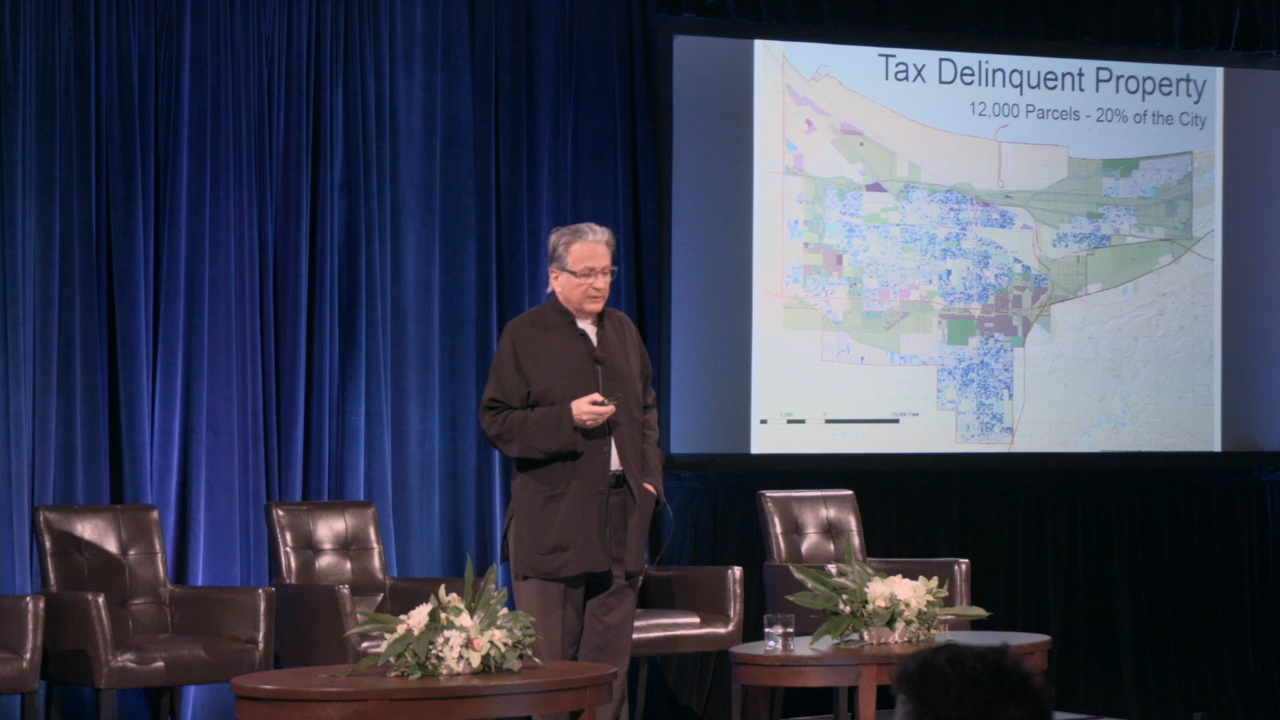 Tax Delinquent Property
12,000 Parcels - 20% of the City